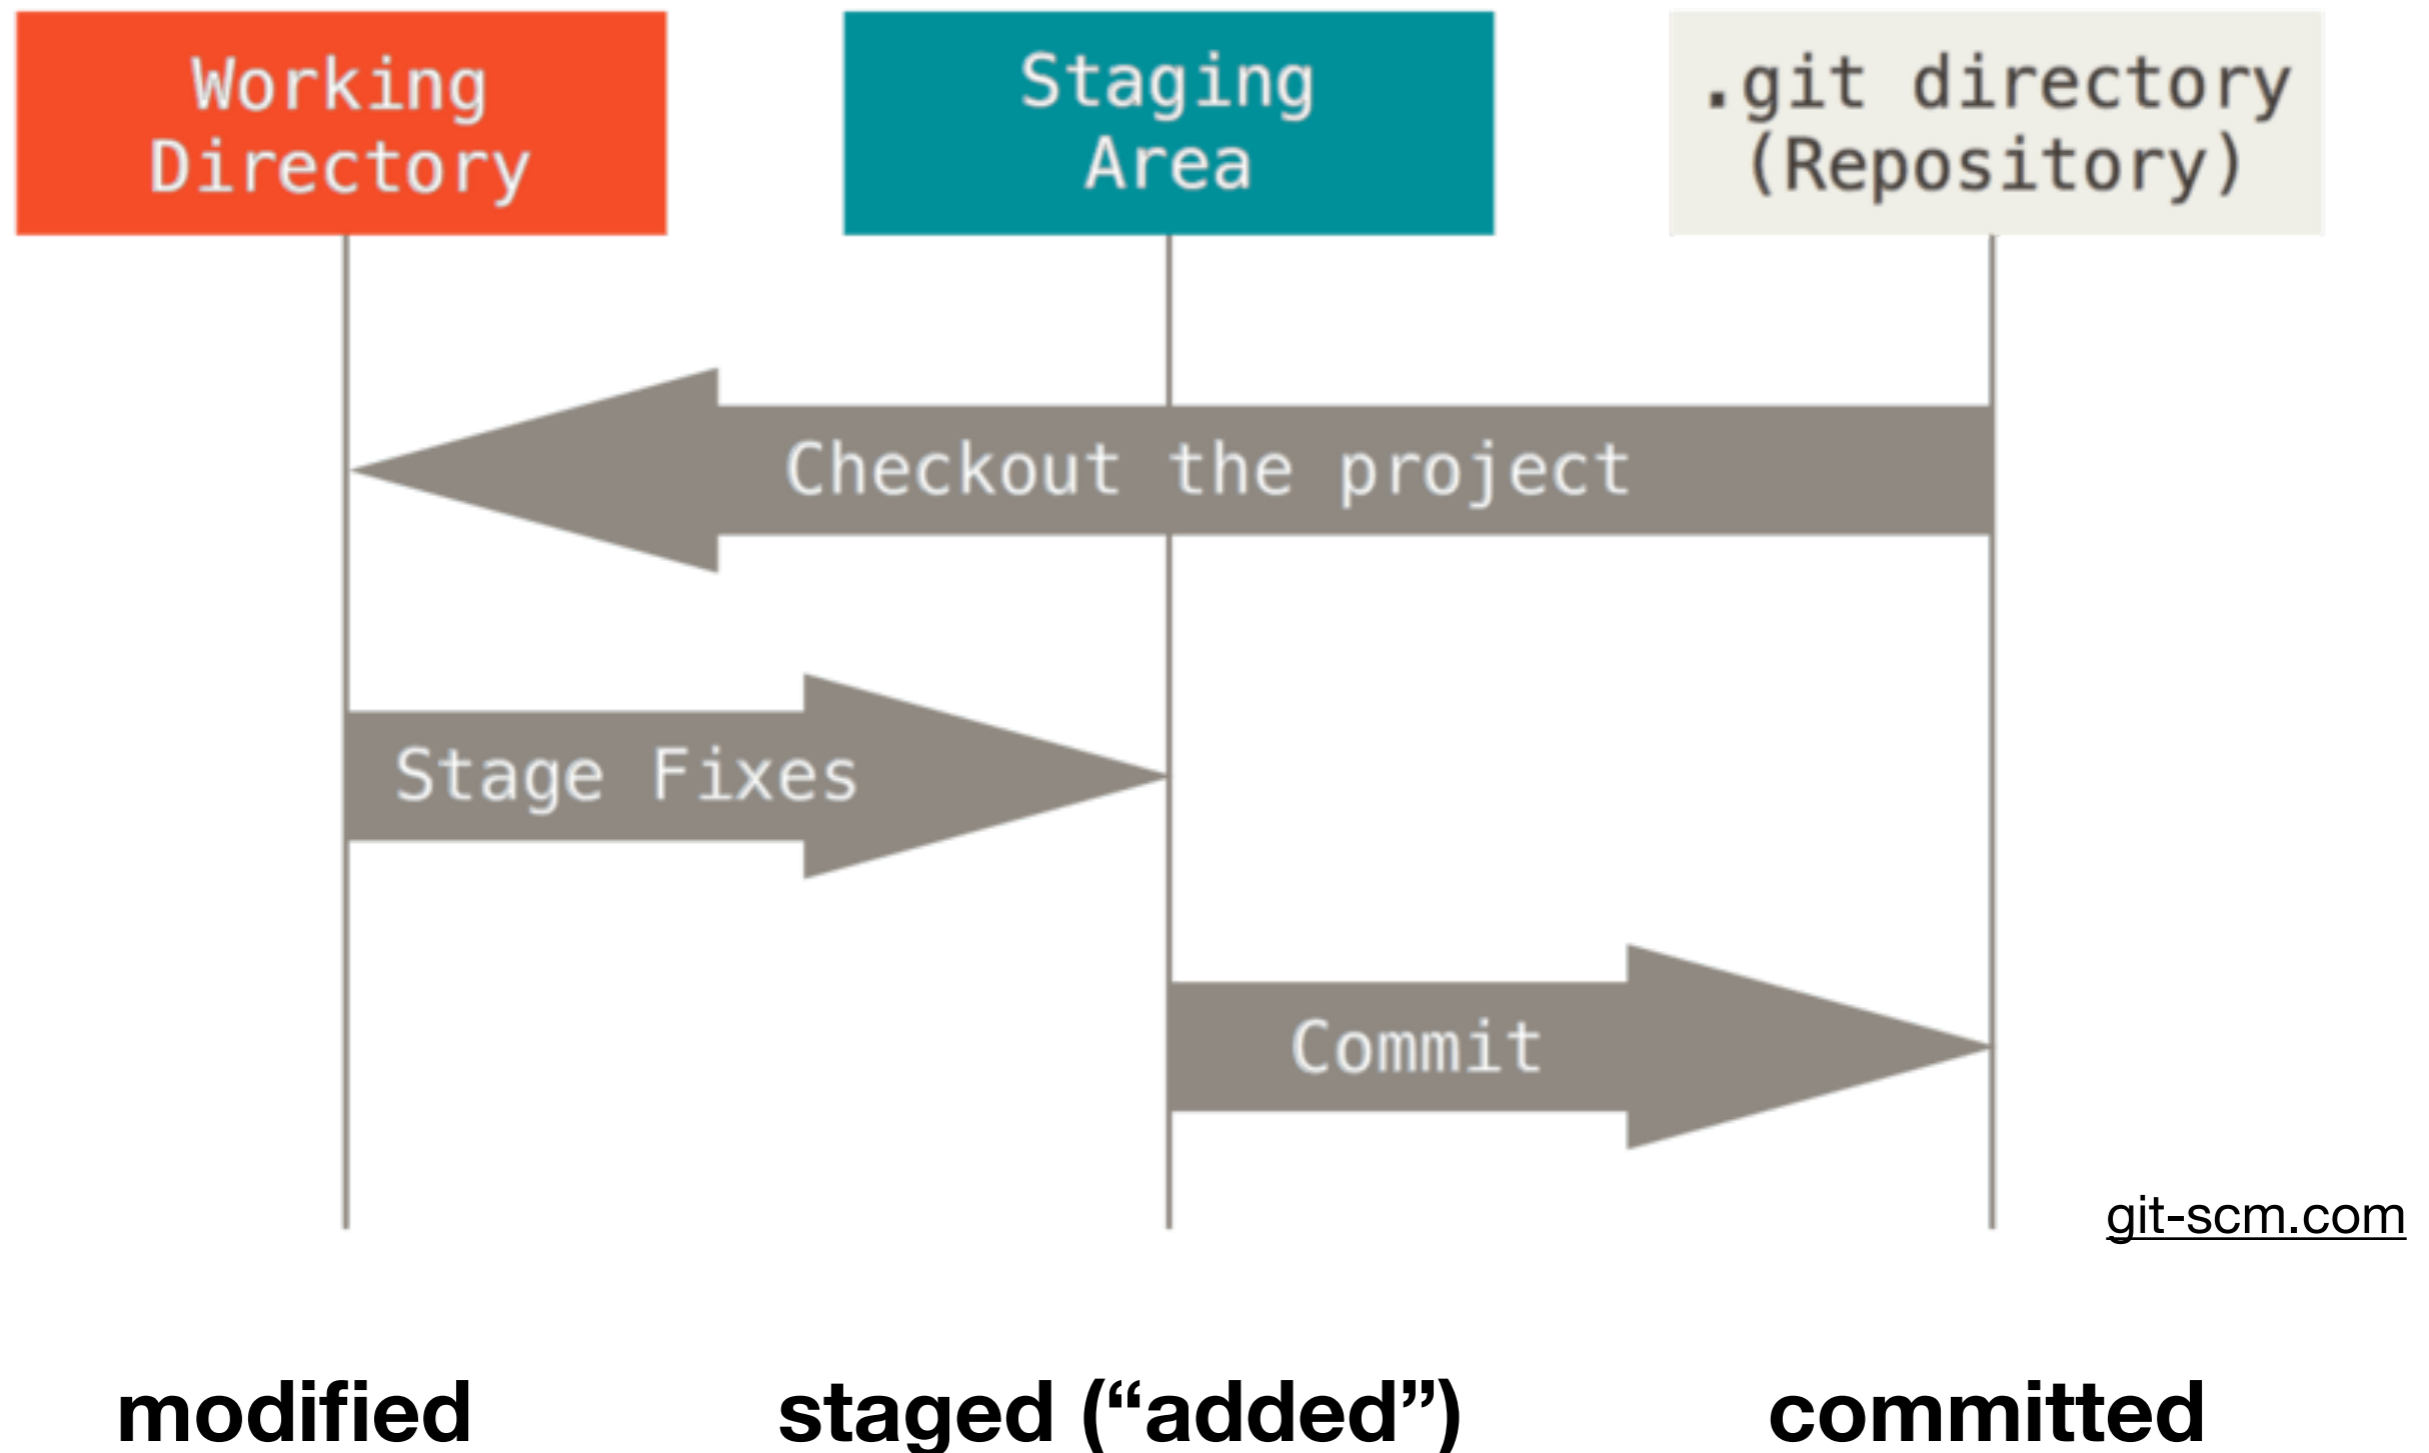 Working
Directory
Staging
Area
.git directory
(Repository)
Checkout the project
Stage Fixes
Commit
git-scm.com
modified
staged (“added”)
committed